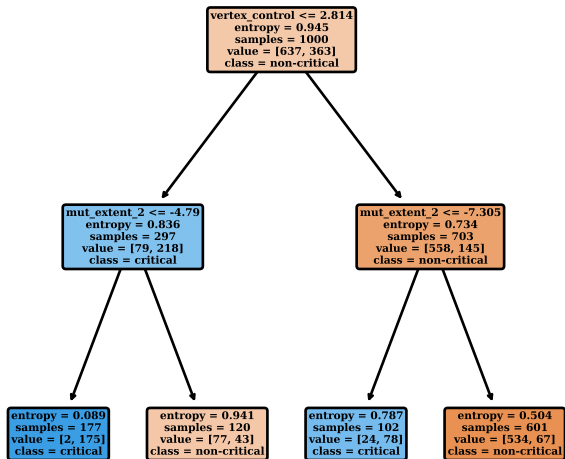 vertex_control <= 2.814
entropy = 0.945
samples = 1000
value = [637, 363]
class = non-critical
mut_extent_2 <= -4.79
entropy = 0.836
samples = 297
value = [79, 218]
class = critical
mut_extent_2 <= -7.305
entropy = 0.734
samples = 703
value = [558, 145]
class = non-critical
entropy = 0.089
samples = 177
value = [2, 175]
class = critical
entropy = 0.941
samples = 120
value = [77, 43]
class = non-critical
entropy = 0.787
samples = 102
value = [24, 78]
class = critical
entropy = 0.504
samples = 601
value = [534, 67]
class = non-critical